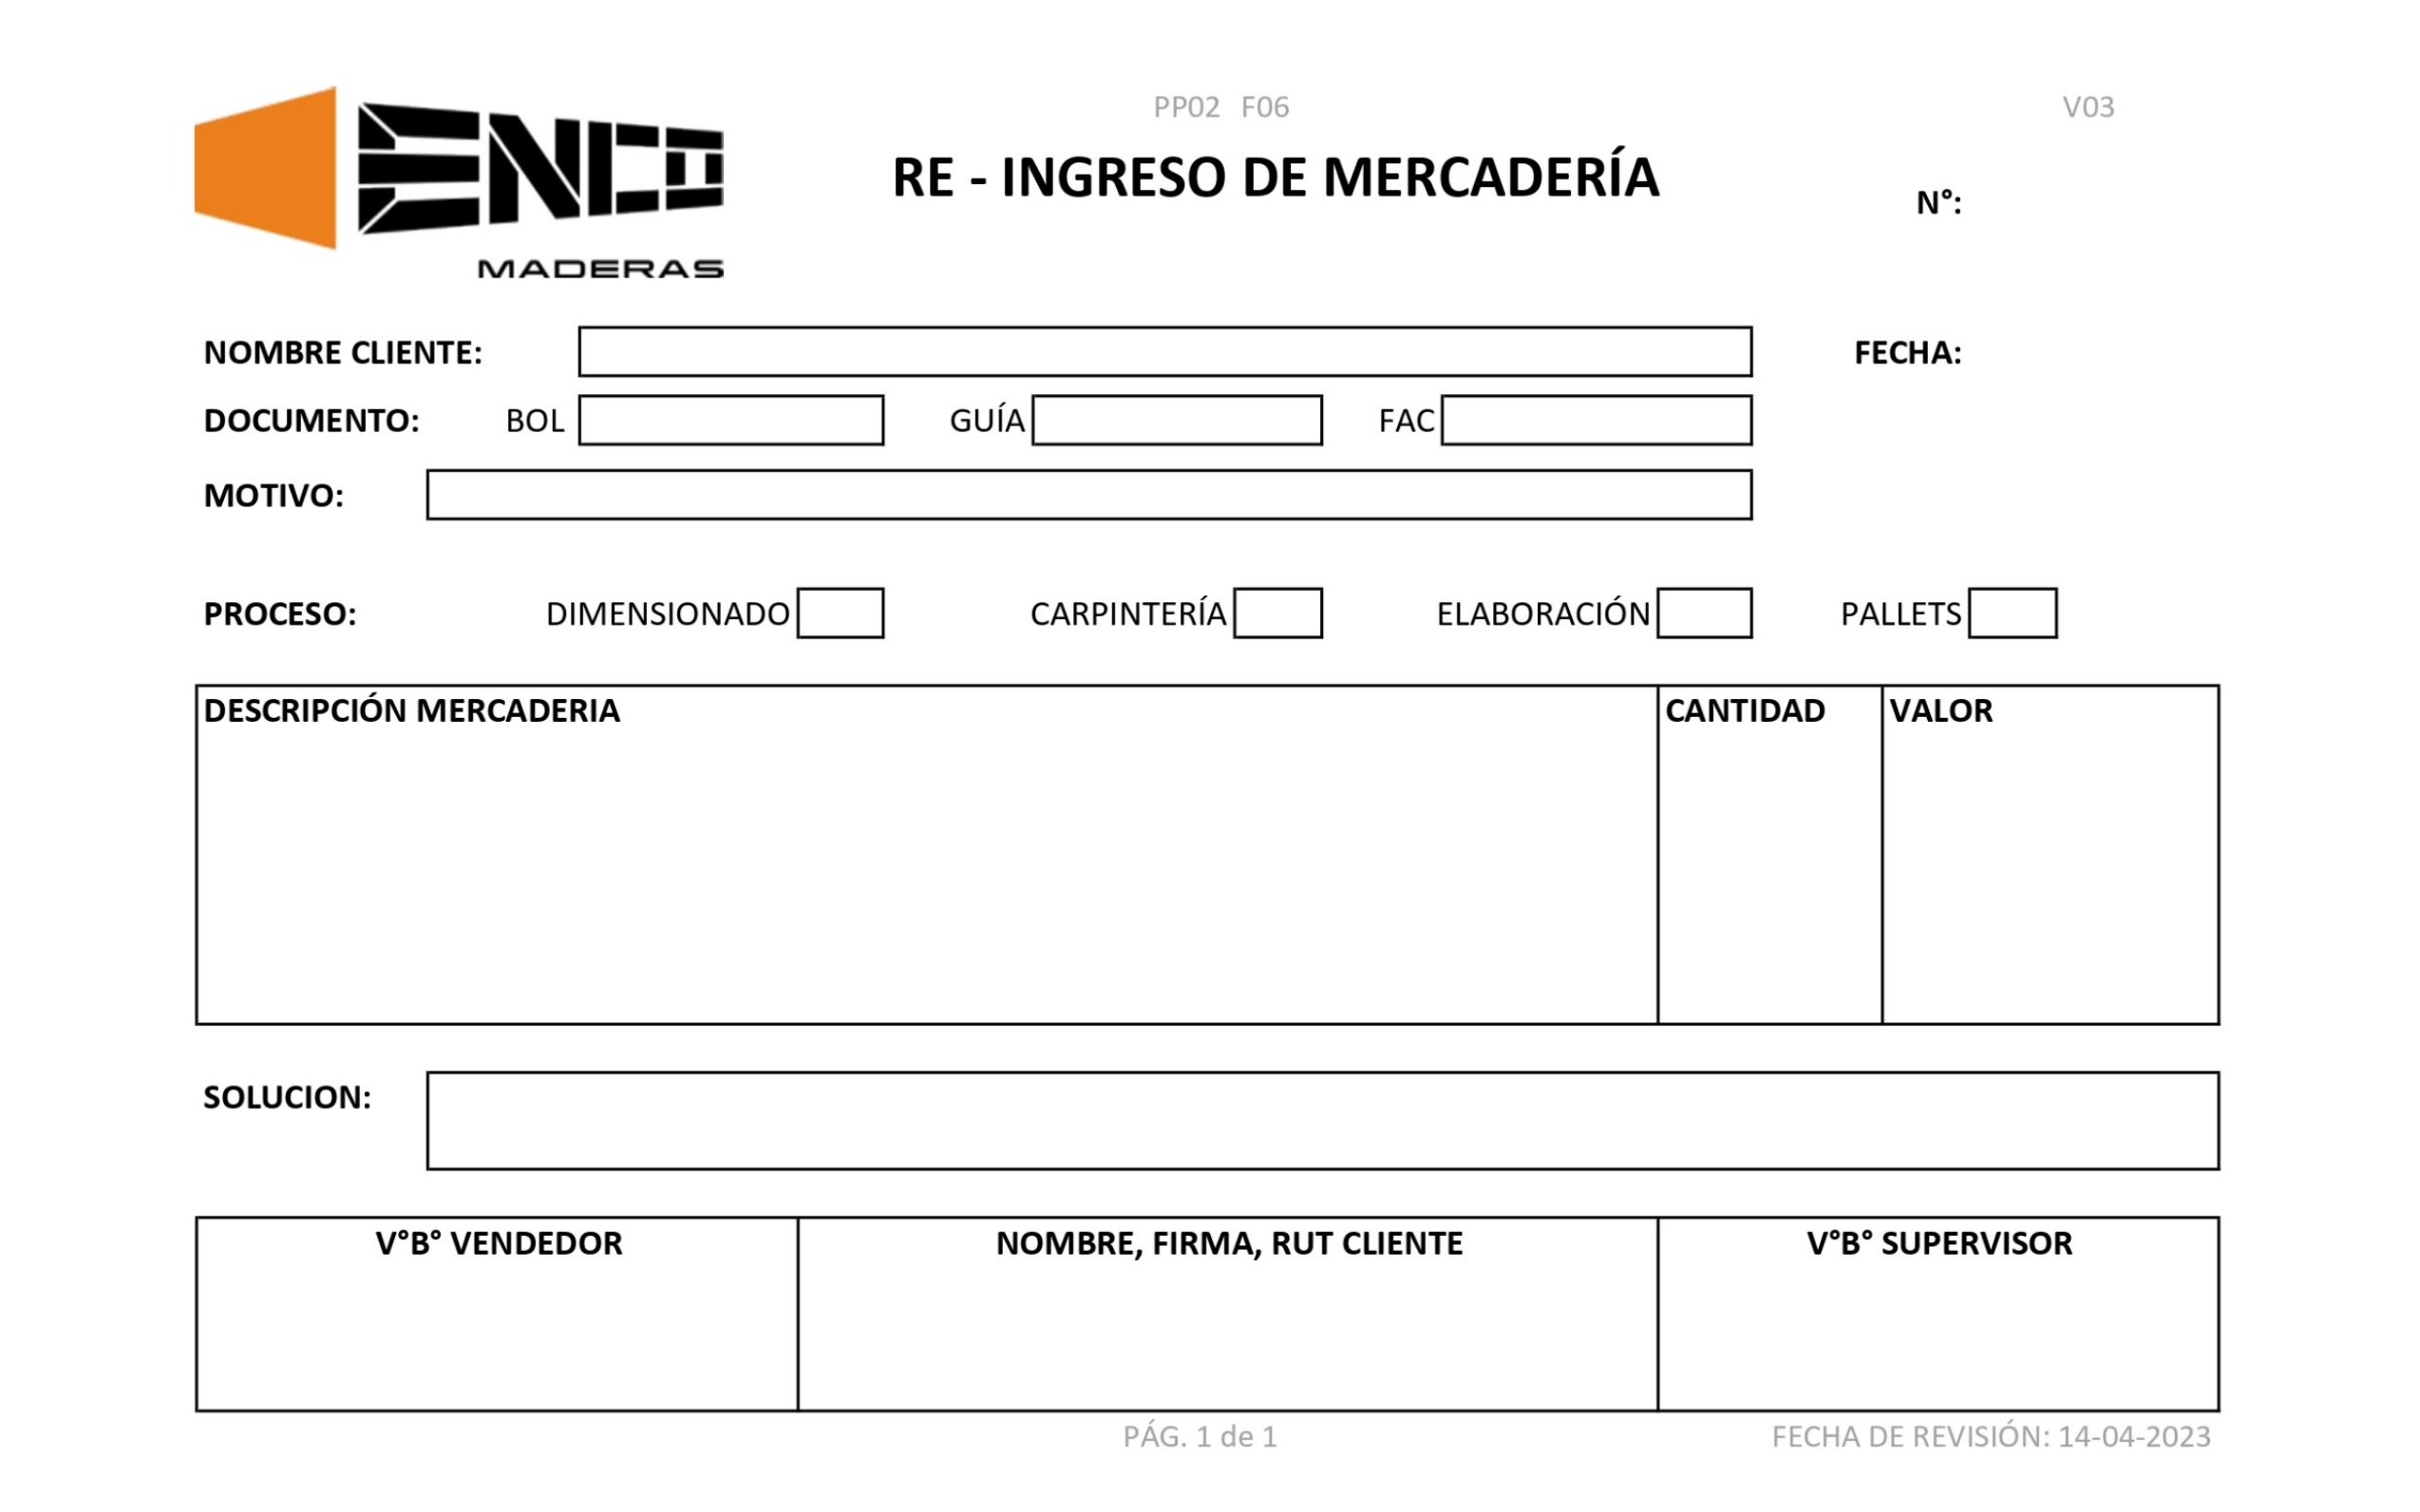 PP02 F06 V03
ENCO
MADERAS
RE - INGRESO DE MERCADERÍA
N°:
NOMBRE CLIENTE: FECHA:
DOCUMENTO: BOL GUÍA FAC
MOTIVO:
PROCESO: DIMENSIONADO CARPINTERÍA ELABORACIÓN PALLETS
DESCRIPCIÓN MERCADERIA CANTIDAD VALOR
SOLUCION:
V°B° VENDEDOR NOMBRE, FIRMA, RUT CLIENTE V°B° SUPERVISOR
PÁG. 1 de 1 FECHA DE REVISIÓN: 14-04-2023